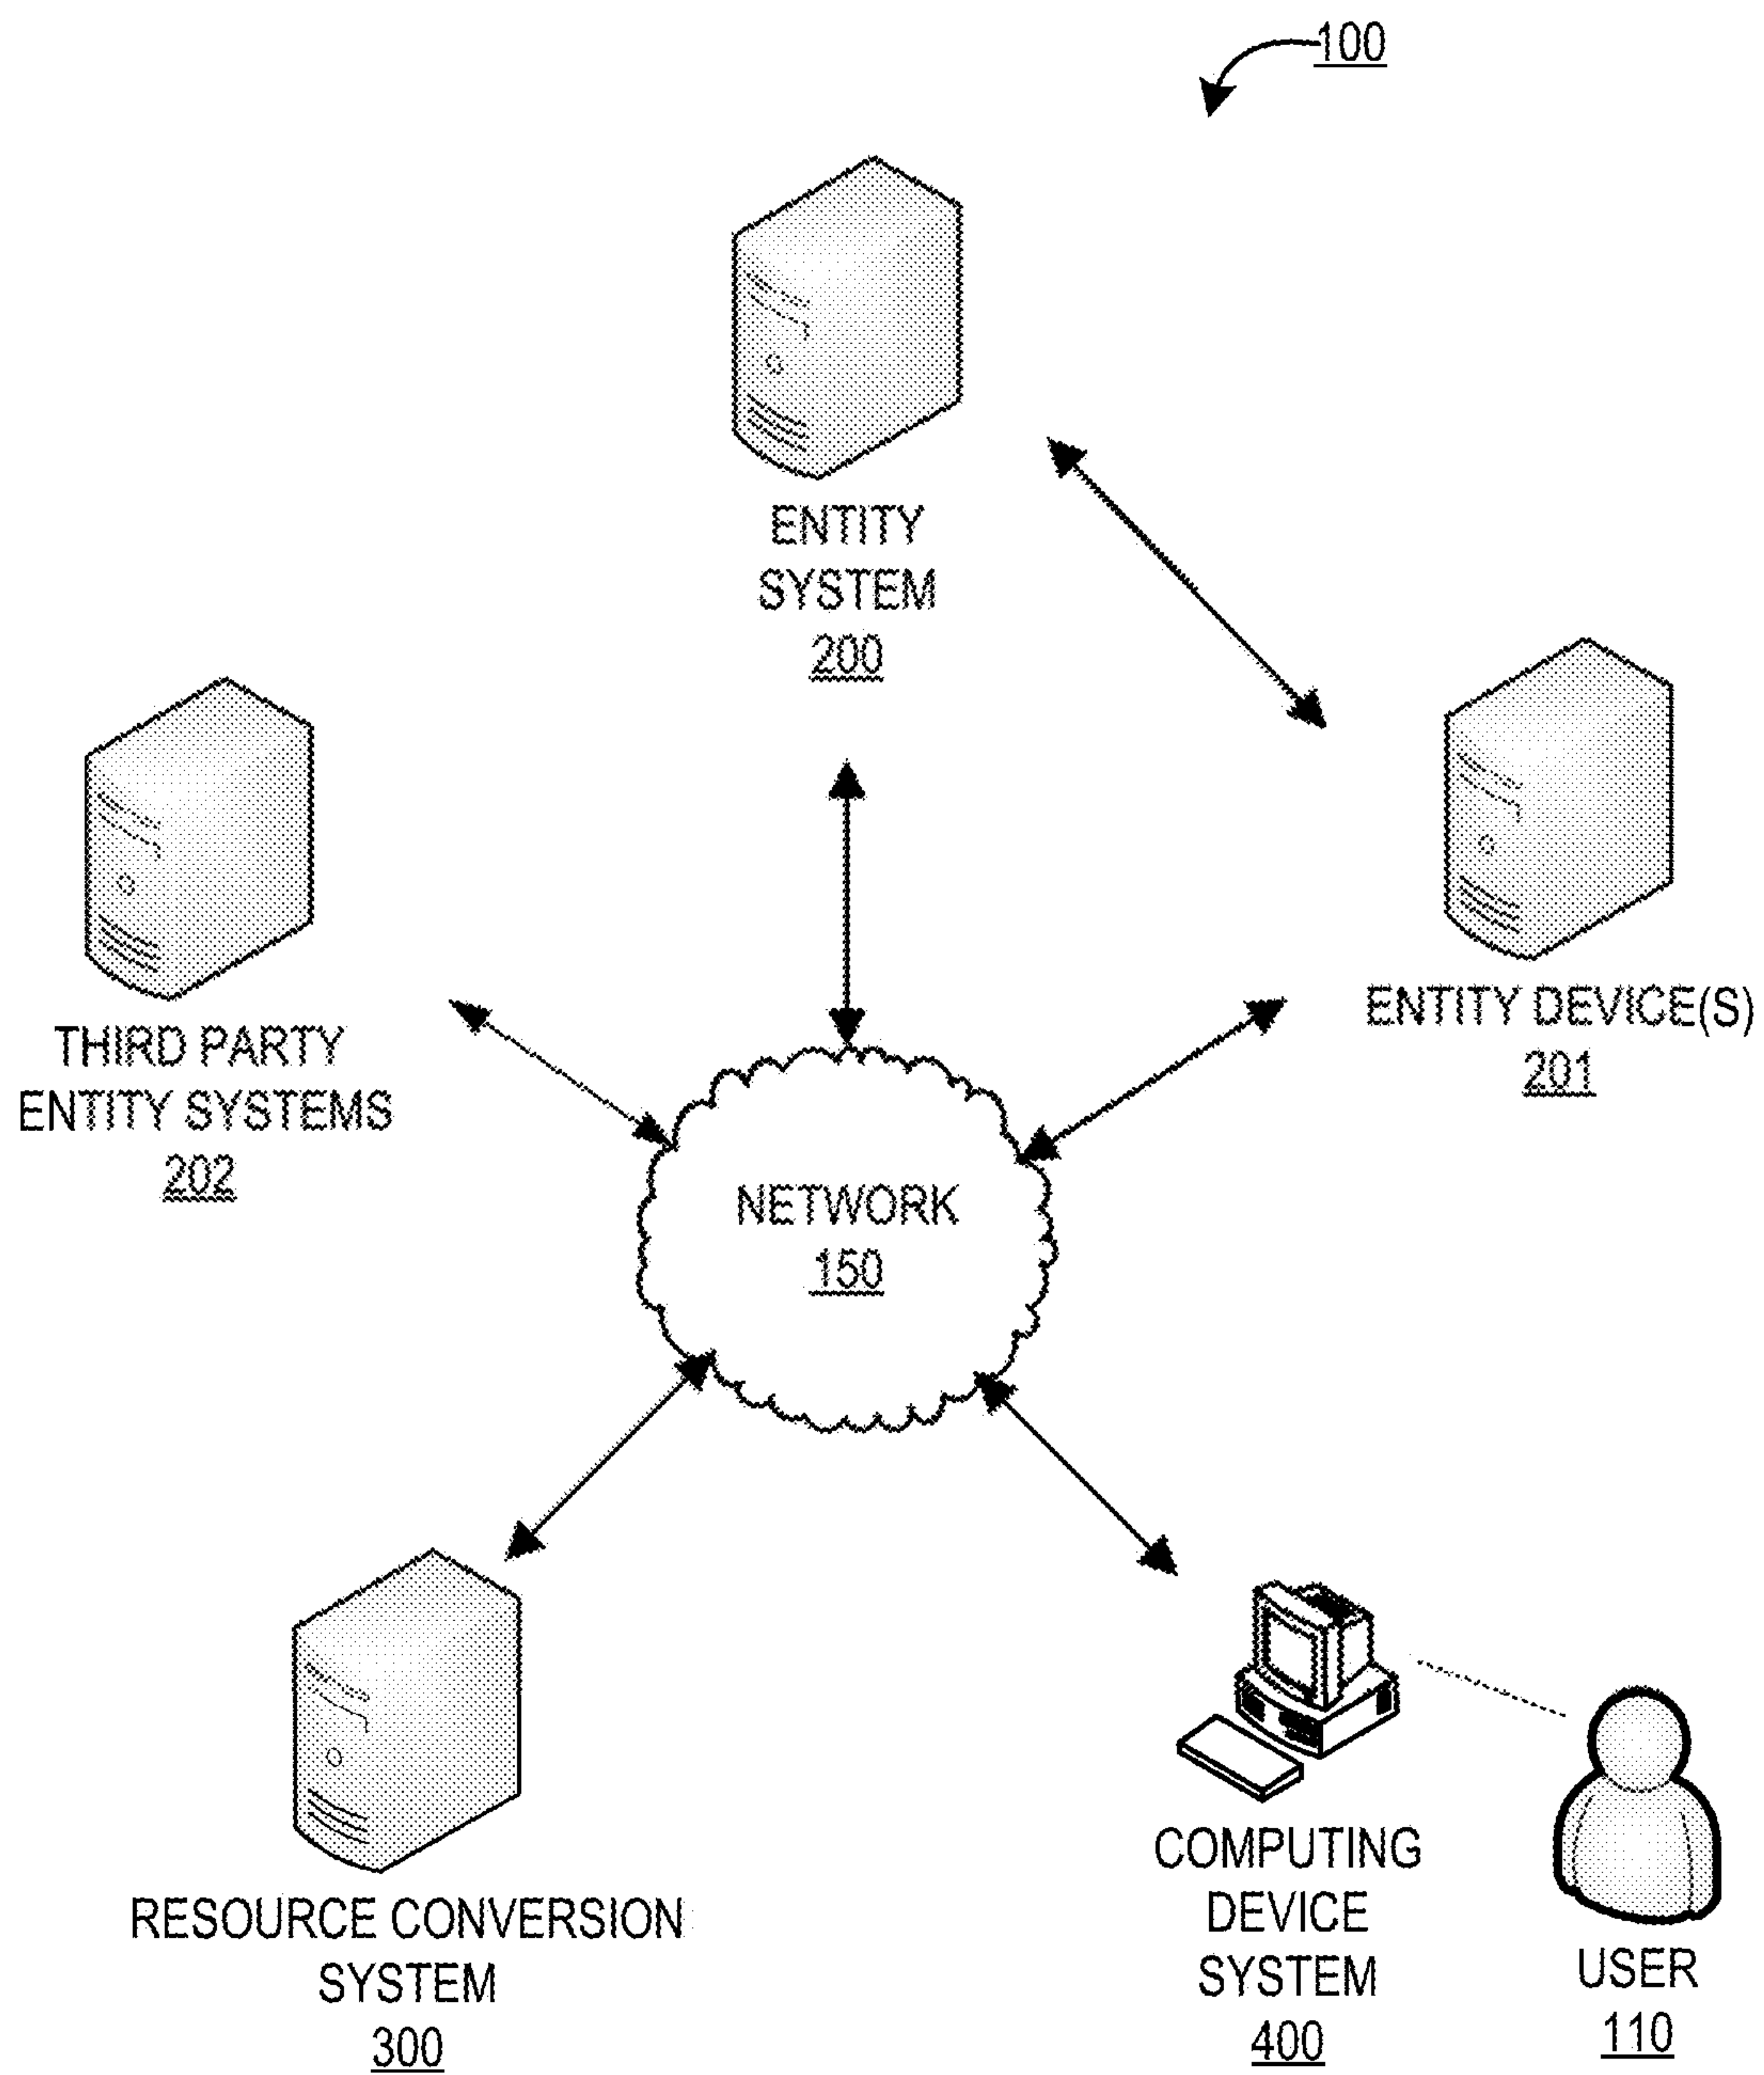 100
ENTITY
SYSTEM
200
THIRD PARTY
ENTITY SYSTEMS
202
ENTITY DEVICE(S)
201
NETWORK
150
RESOURCE CONVERSION
SYSTEM
300
COMPUTING
DEVICE
SYSTEM
400
USER
110